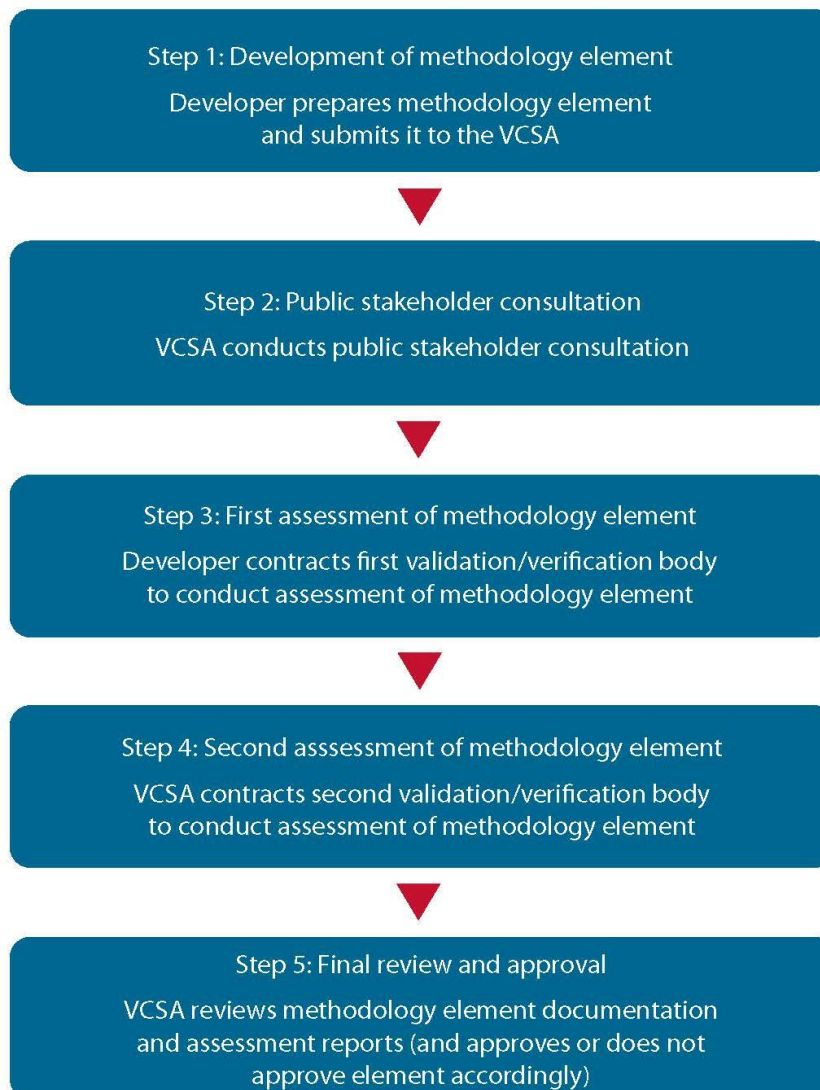 Step 1: Development of methodology element
Developer prepares methodology element
and submits it to the VCSA
Step 2: Public stakeholder consultation
VCSA conducts public stakeholder consultation
Step 3: First assessment of methodology element
Developer contracts first validation/verification body
to conduct assessment of methodology element
Step 4: Second asssessment of methodology element
VCSA contracts second validation/verification body
to conduct assessment of methodology element
Step 5: Final review and approval
VCSA reviews methodology element documentation
and assessment reports (and approves or does not
approve element accordingly)